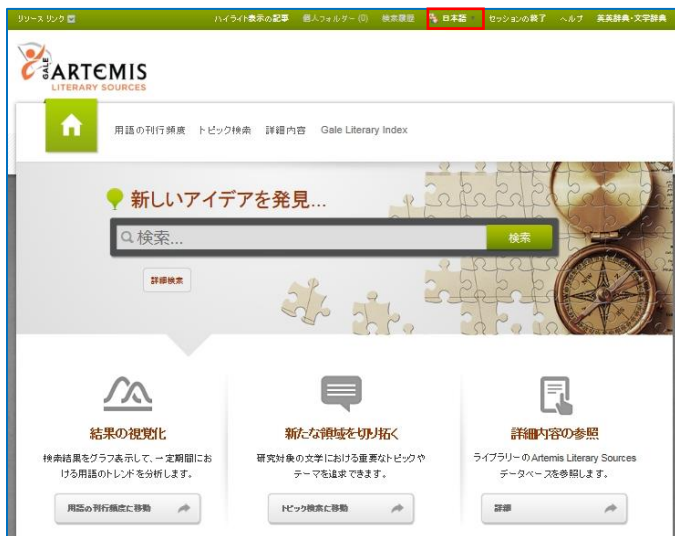 リソース リンク
ハイライト表示の記事 個人フォルダー (0) 検索履歴 日本語 セッションの終了 ヘルプ 英英辞典・文学辞典
GALE
ARTEMIS
LITERARY SOURCES
用語の刊行頻度 トピック検索 詳細内容 Gale Literary Index
新しいアイデアを発見...
検索... 検索
詳細検索
結果の視覚化
検索結果をグラフ表示して、一定期間にお
ける用語のトレンドを分析します。
用語の刊行頻度に移動
新たな領域を切り拓く
研究対象の文学における重要なトピックや
テーマを追求できます。
トピック検索に移動
詳細内容の参照
ライブラリーの Artemis Literary Sources
データベースを参照します。
詳細